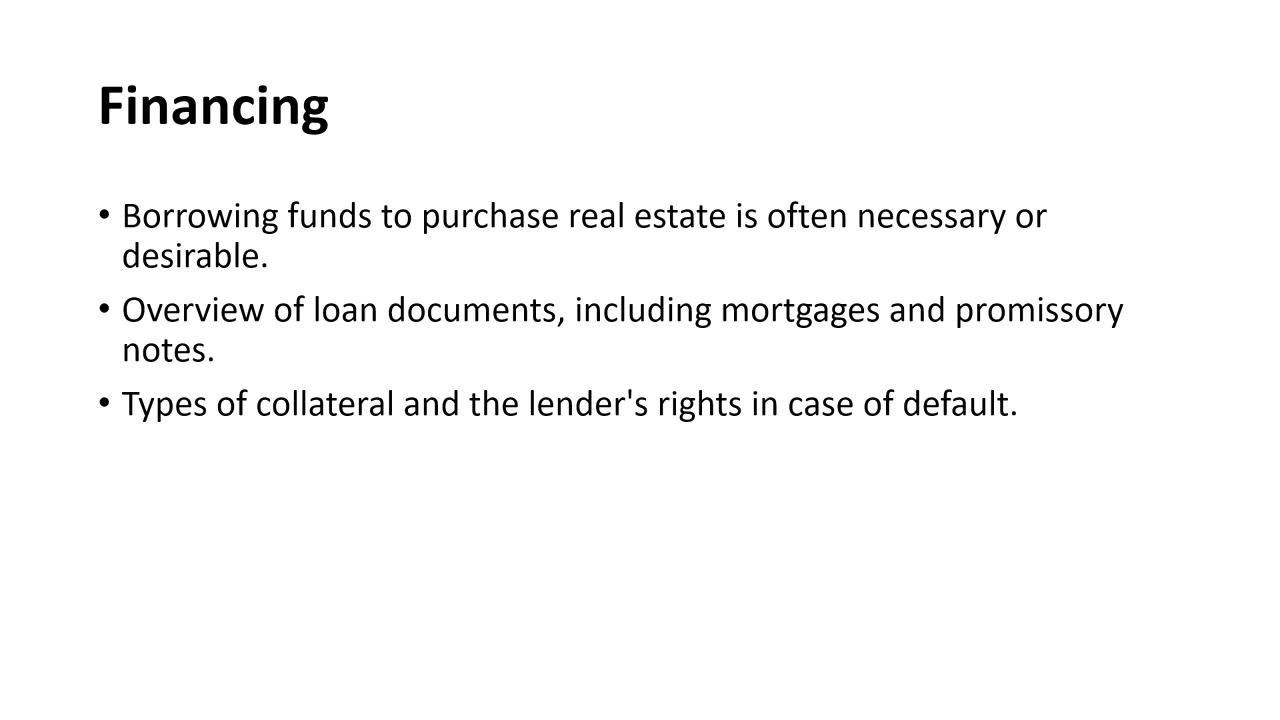 Financing
• Borrowing funds to purchase real estate is often necessary or
desirable.
• Overview of loan documents, including mortgages and promissory
notes.
• Types of collateral and the lender's rights in case of default.